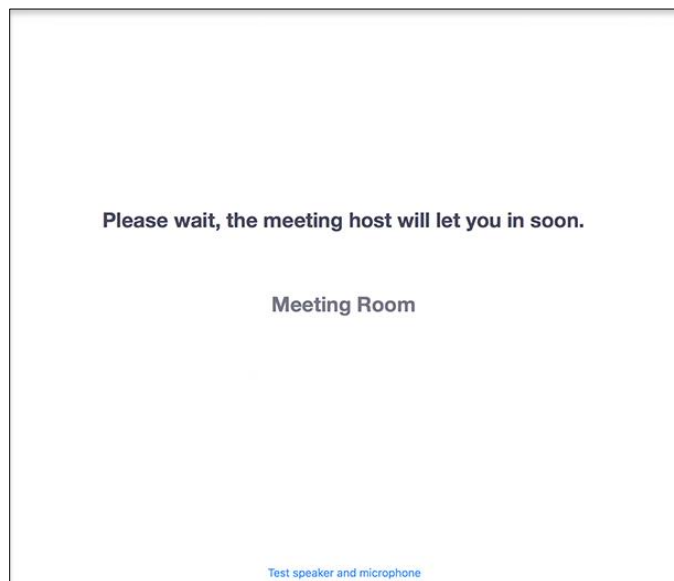 Please wait, the meeting host will let you in soon.
Meeting Room
Test speaker and microphone